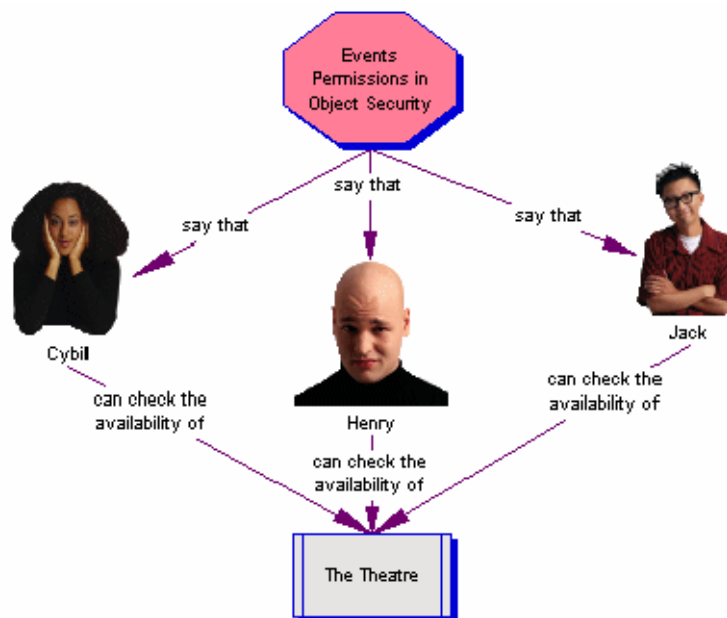 Events
Permissions in
Object Security
say that
say that
say that
Cybil
Henry
Jack
can check the
availability of
can check the
availability of
can check the
availability of
The Theatre